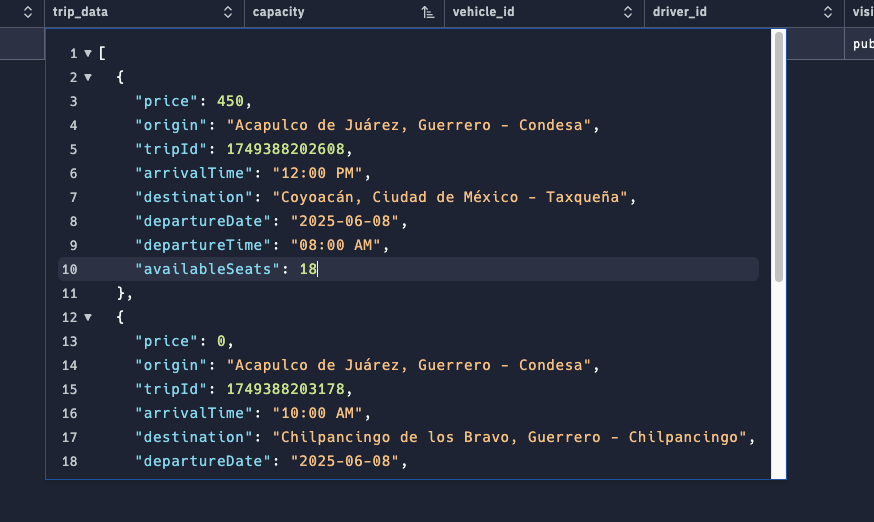 trip_data capacity vehicle_id driver_id visi
pub
1 [
2 {
3 "price": 450,
4 "origin": "Acapulco de Juárez, Guerrero - Condesa",
5 "tripId": 1749388202608,
6 "arrivalTime": "12:00 PM",
7 "destination": "Coyoacán, Ciudad de México - Taxqueña",
8 "departureDate": "2025-06-08",
9 "departureTime": "08:00 AM",
10 "availableSeats": 18
11 },
12 {
13 "price": 0,
14 "origin": "Acapulco de Juárez, Guerrero - Condesa",
15 "tripId": 1749388203178,
16 "arrivalTime": "10:00 AM",
17 "destination": "Chilpancingo de los Bravo, Guerrero - Chilpancingo",
18 "departureDate": "2025-06-08",